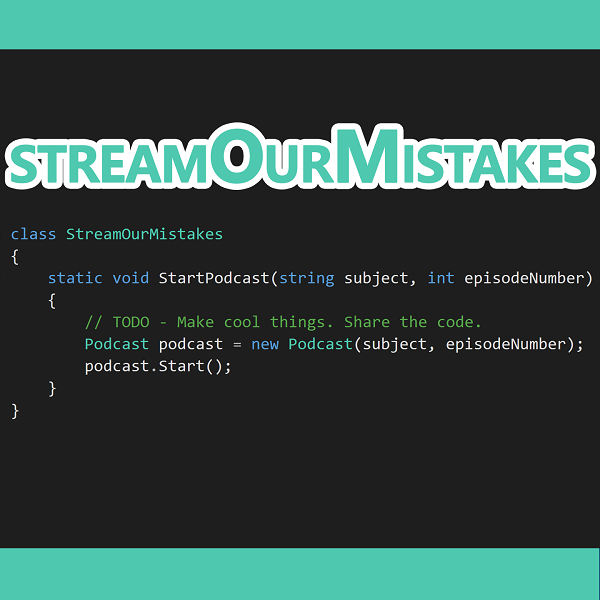 STREAMOURMISTAKES
class StreamOurMistakes
{
    static void StartPodcast(string subject, int episodeNumber)
    {
        // TODO - Make cool things. Share the code.
        Podcast podcast = new Podcast(subject, episodeNumber);
        podcast.Start();
    }
}